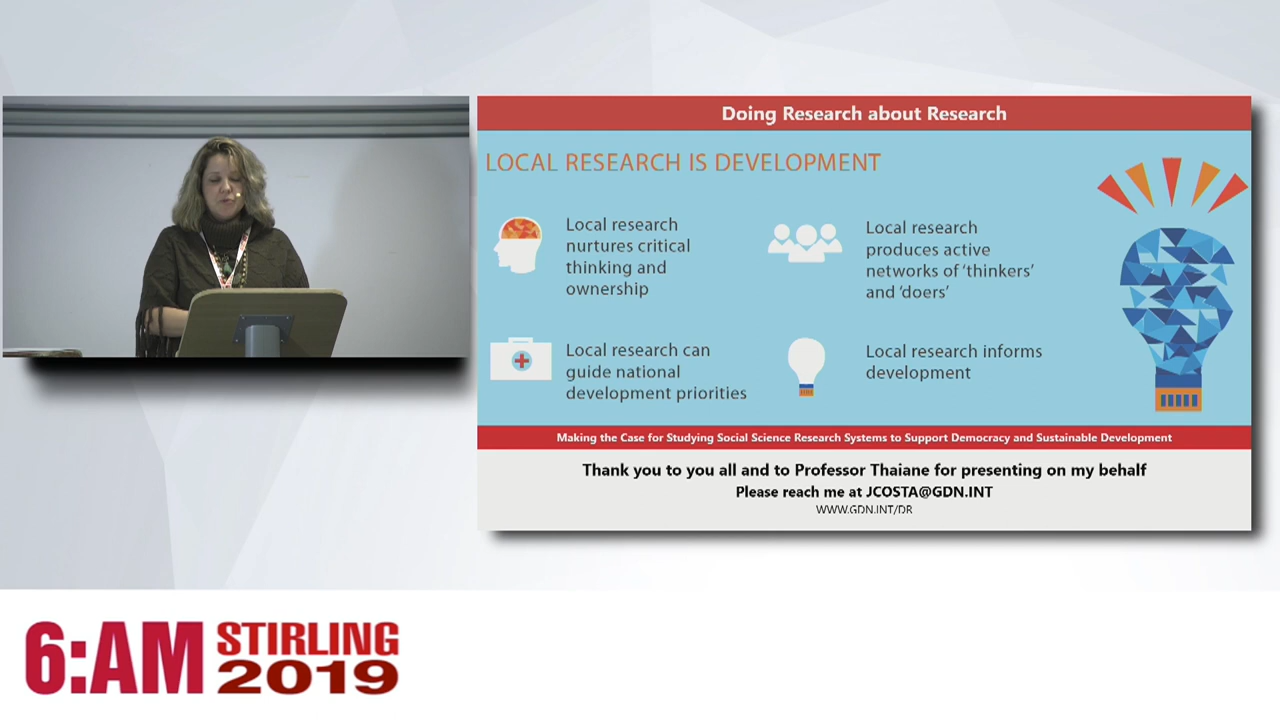 Doing Research about Research
LOCAL RESEARCH IS DEVELOPMENT
Local research
nurtures critical
thinking and
ownership
Local research
produces active
networks of ‘thinkers’
and ‘doers’
Local research can
guide national
development priorities
Local research informs
development
Making the Case for Studying Social Science Research Systems to Support Democracy and Sustainable Development
Thank you to you all and to Professor Thaiane for presenting on my behalf
Please reach me at JCOSTA@GDN.INT
WWW.GDN.INT/DR
6:AM STIRLING
2019